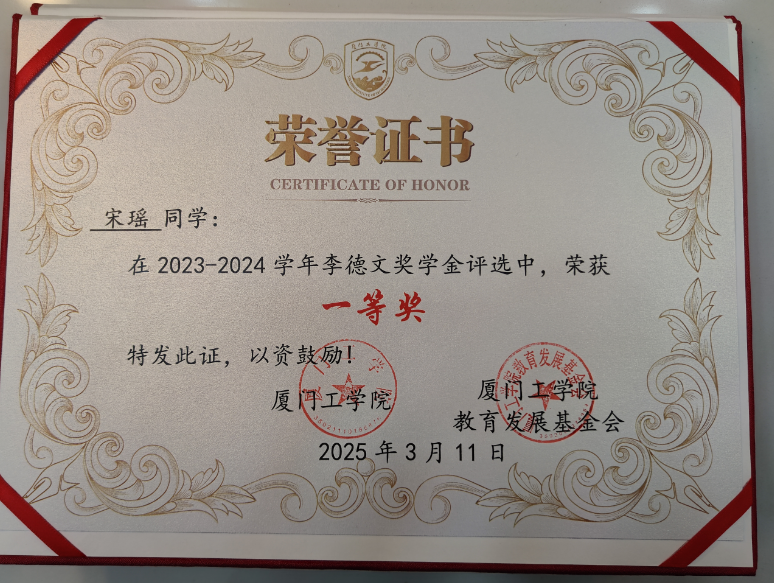 荣誉证书
CERTIFICATE OF HONOR
宋瑶 同学：
在 2023-2024 学年李德文奖学金评选中，荣获
一等奖
特发此证，以资鼓励！
厦门工学院
厦门工学院
教育发展基金会
2025 年 3 月 11 日